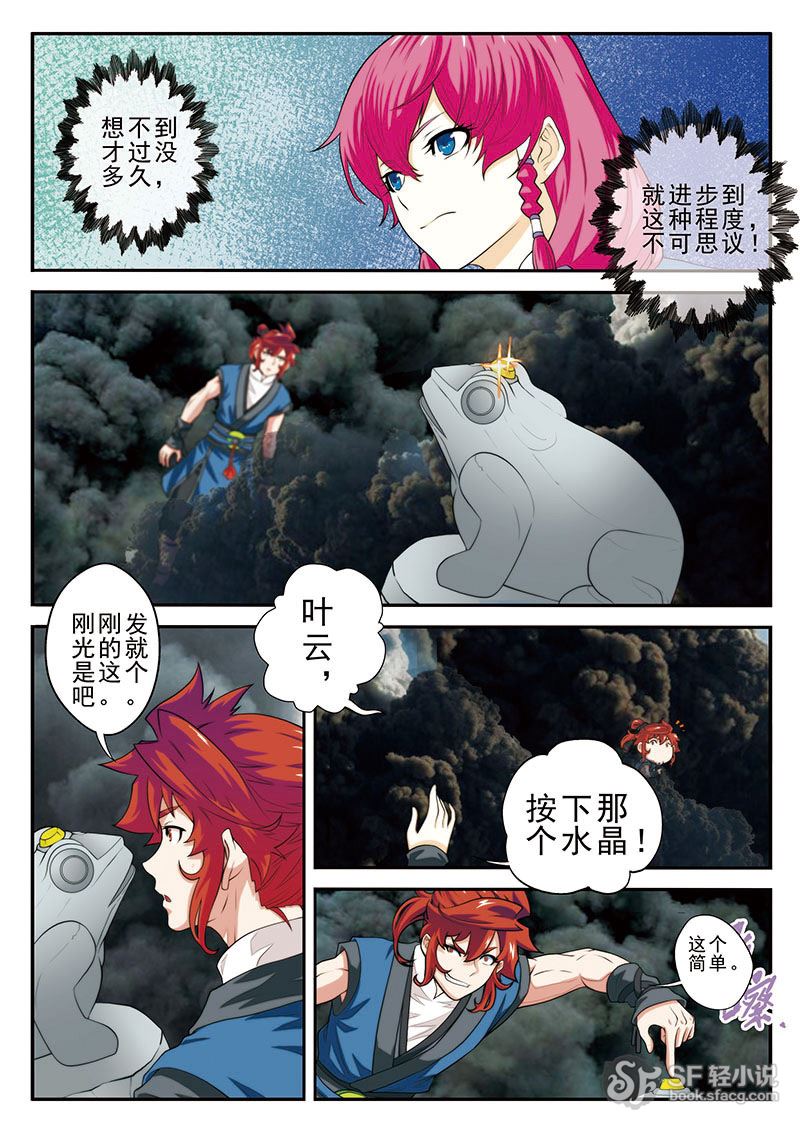 想不到
才过没
多久，
就进步到
这种程度，
不可思议！
刚刚发
光的就
是这个
吧。。
叶
云，
按下那
个水晶！
这个
简单。
SF轻小说
book.sfacg.com